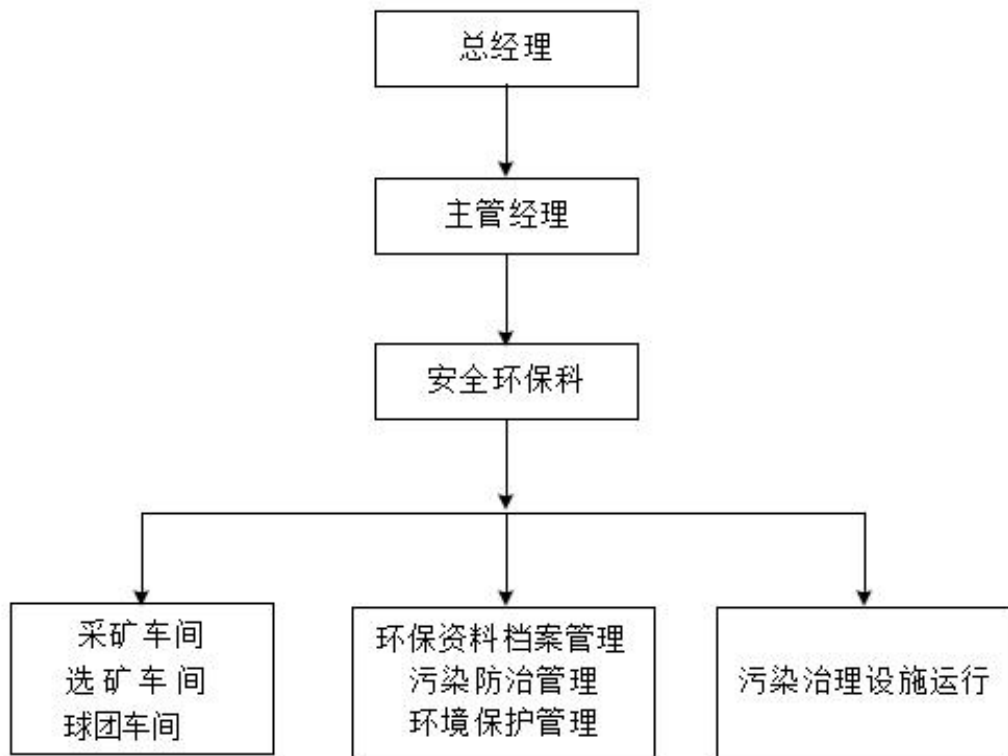 总经理
主管经理
安全环保科
采矿车间
选矿车间
球团车间
环保资料档案管理
污染防治管理
环境保护管理
污染治理设施运行